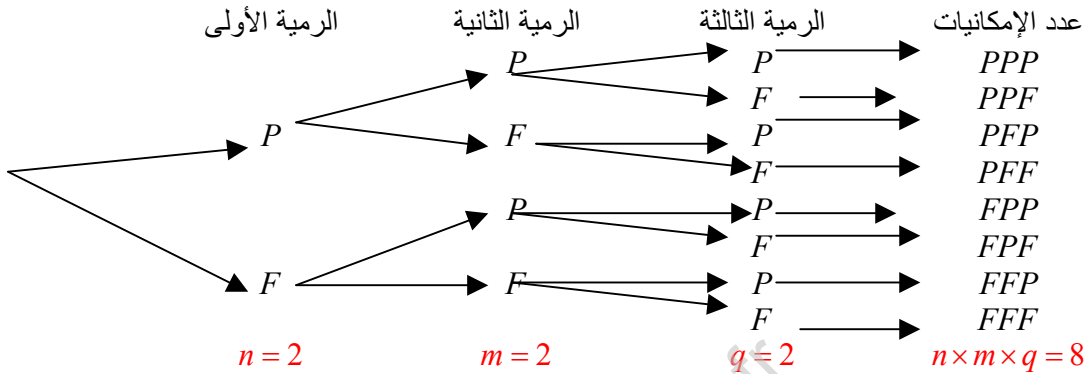 الرمية الأولى الرمية الثانية الرمية الثالثة عدد الإمكانيات
P P PPP
F PPF
P F P PFP
F PFF
P P FPP
F FPF
F F P FFP
F FFF
n = 2 m = 2 q = 2 n × m × q = 8